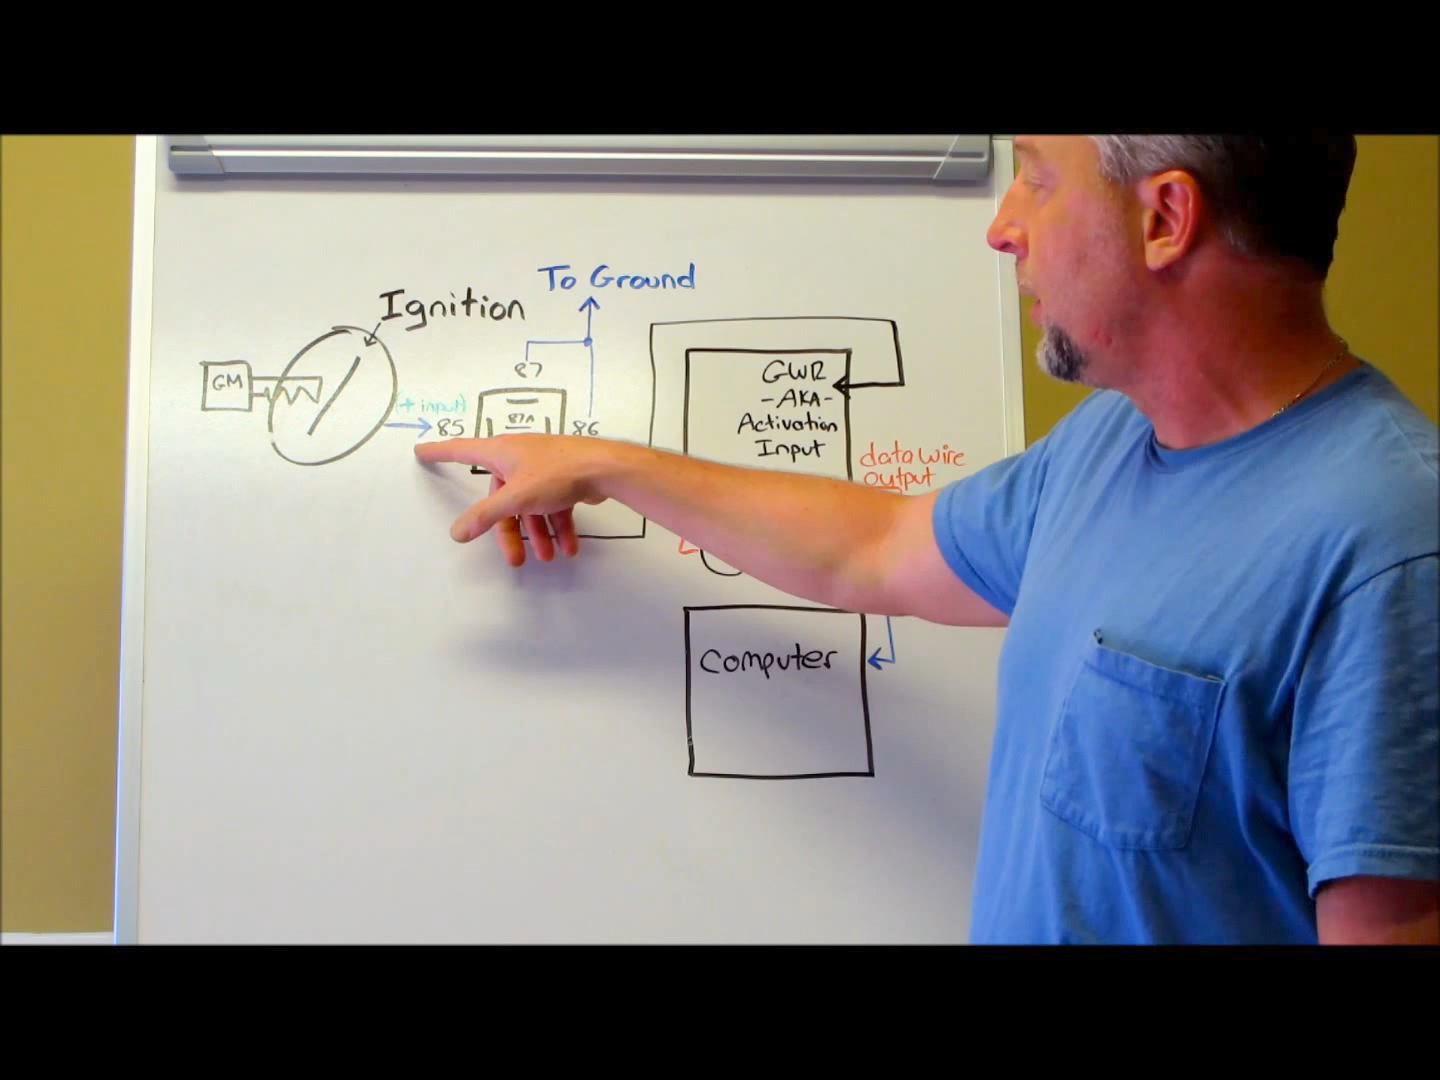 To Ground
Ignition
GM
(+ input)
85
87
87A
86
GWR
-AKA-
Activation
Input
data wire
output
Computer